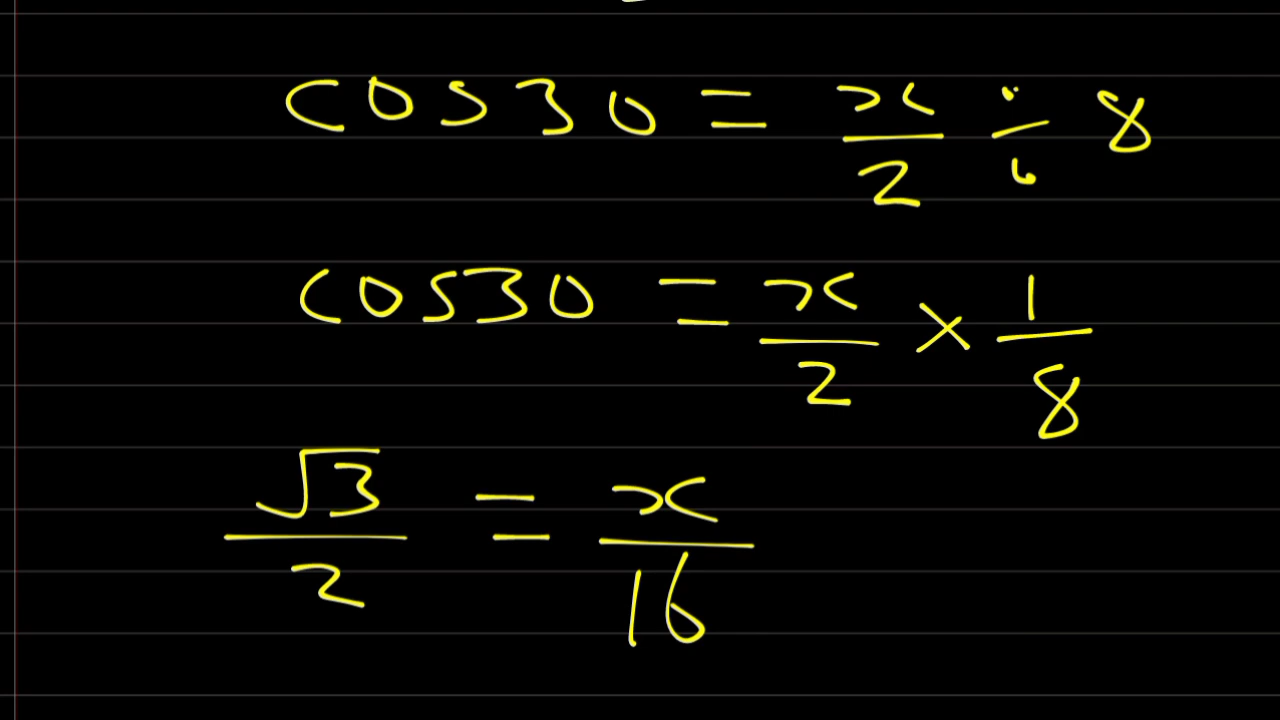 cos30 = x/2 ÷ 8
cos30 = x/2 × 1/8
√3/2 = x/16